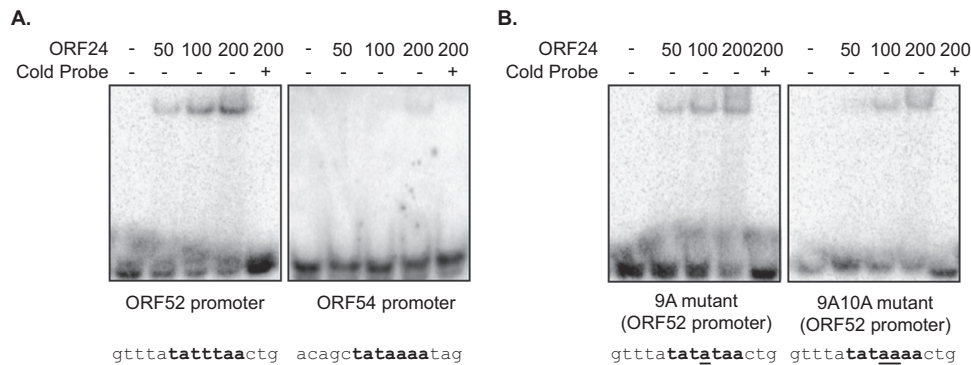 A.
ORF24 - 50 100 200 200 - 50 100 200 200
Cold Probe - - - - + - - - - +
ORF52 promoter ORF54 promoter
gtttatatttaactg acagctataaaatag
B.
ORF24 - 50 100 200 200 - 50 100 200 200
Cold Probe - - - - + - - - - +
9A mutant 9A10A mutant
(ORF52 promoter) (ORF52 promoter)
gtttatatataactg gtttatataaaactg